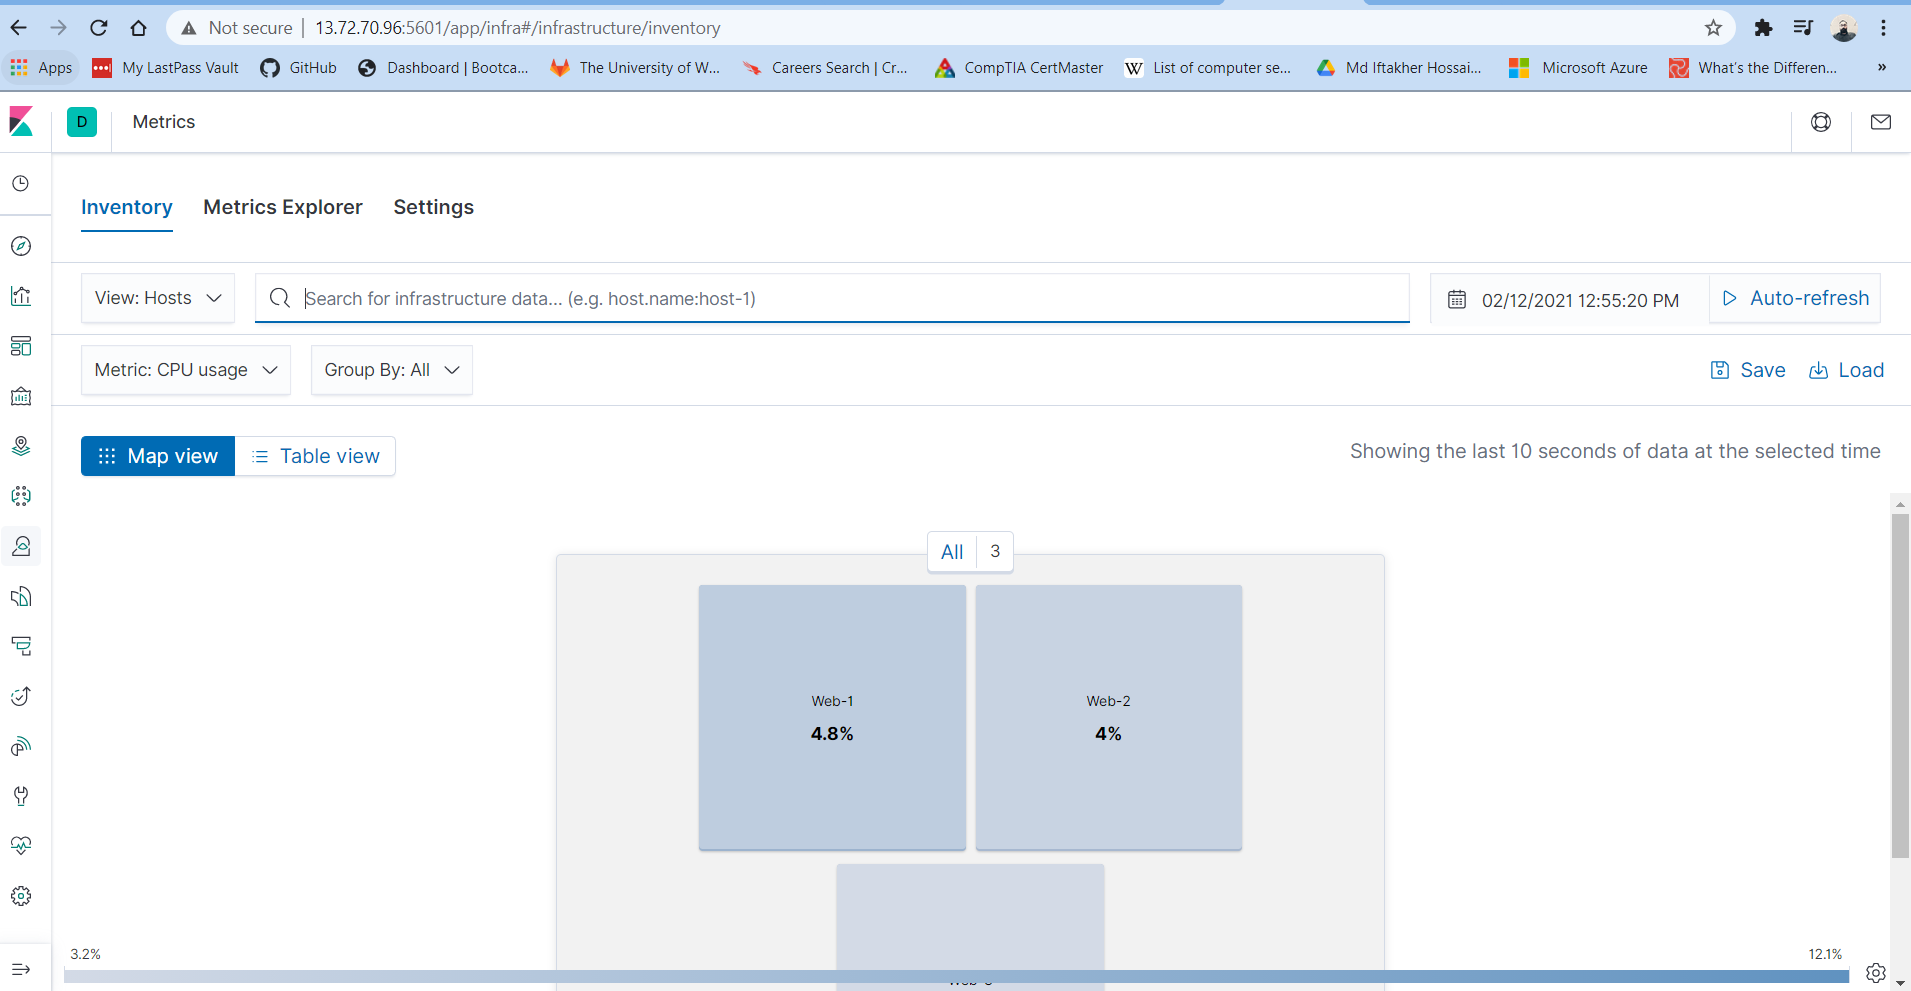 Not secure | 13.72.70.96:5601/app/infra#/infrastructure/inventory
Apps My LastPass Vault GitHub Dashboard | Bootca... The University of W... Careers Search | Cr... CompTIA CertMaster List of computer se... Md Iftakher Hossai... Microsoft Azure What's the Differen... »
D Metrics
Inventory Metrics Explorer Settings
View: Hosts Search for infrastructure data... (e.g. host.name:host-1) 02/12/2021 12:55:20 PM Auto-refresh
Metric: CPU usage Group By: All Save Load
Map view Table view Showing the last 10 seconds of data at the selected time
All 3
Web-1 Web-2
4.8% 4%
3.2% 12.1%